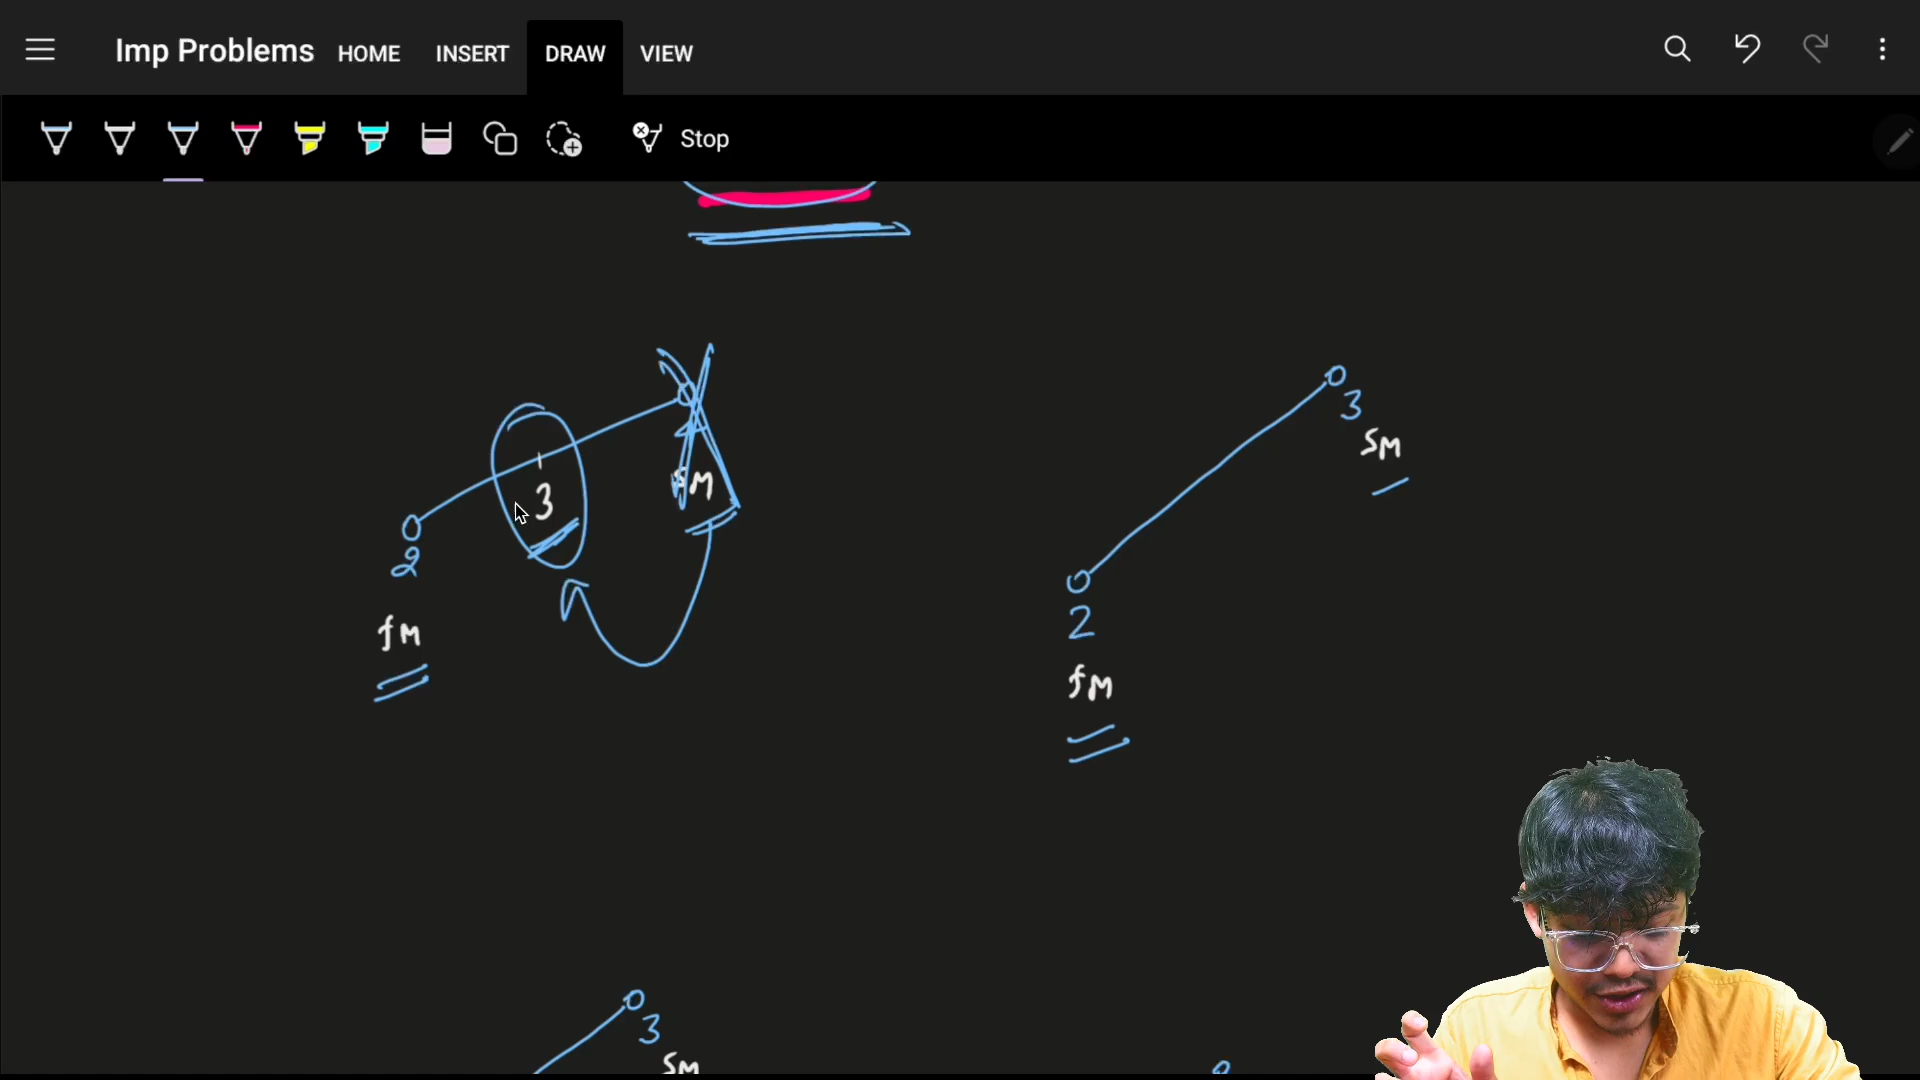 Imp Problems HOME INSERT DRAW VIEW
Stop
3
SM
3
SM
2
fM
2
fM
3
SM